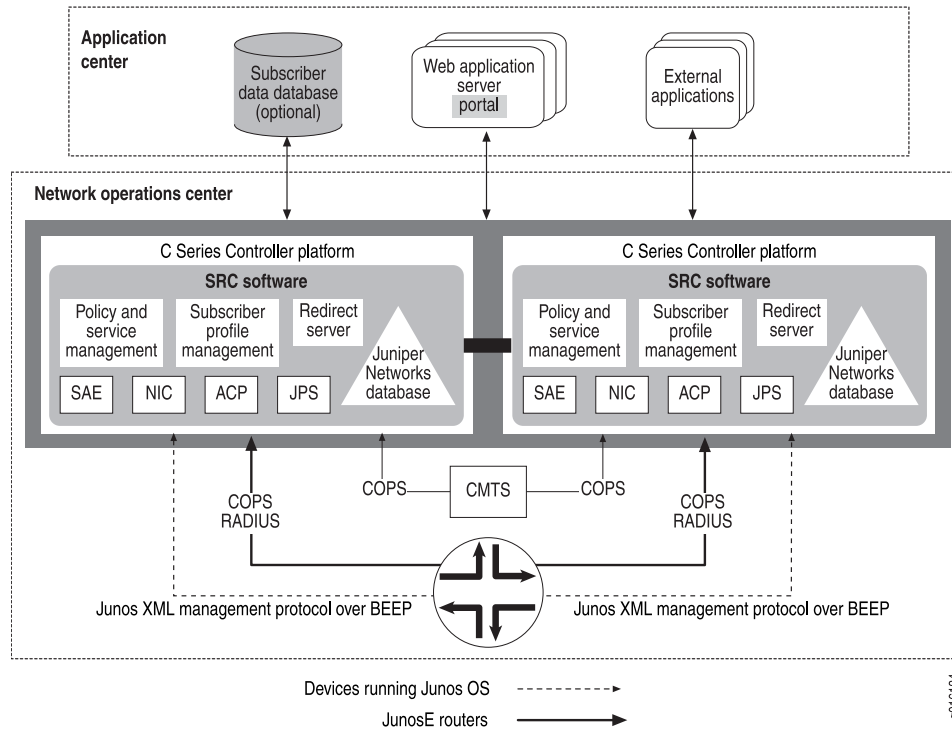 Application
center
Subscriber
data database
(optional)
Web application
server
portal
External
applications
Network operations center
C Series Controller platform
SRC software
Policy and
service
management
Subscriber
profile
management
Redirect
server
Juniper
Networks
database
SAE
NIC
ACP
JPS
C Series Controller platform
SRC software
Policy and
service
management
Subscriber
profile
management
Redirect
server
Juniper
Networks
database
SAE
NIC
ACP
JPS
COPS
CMTS
COPS
COPS
RADIUS
COPS
RADIUS
Junos XML management protocol over BEEP
Junos XML management protocol over BEEP
Devices running Junos OS
JunosE routers